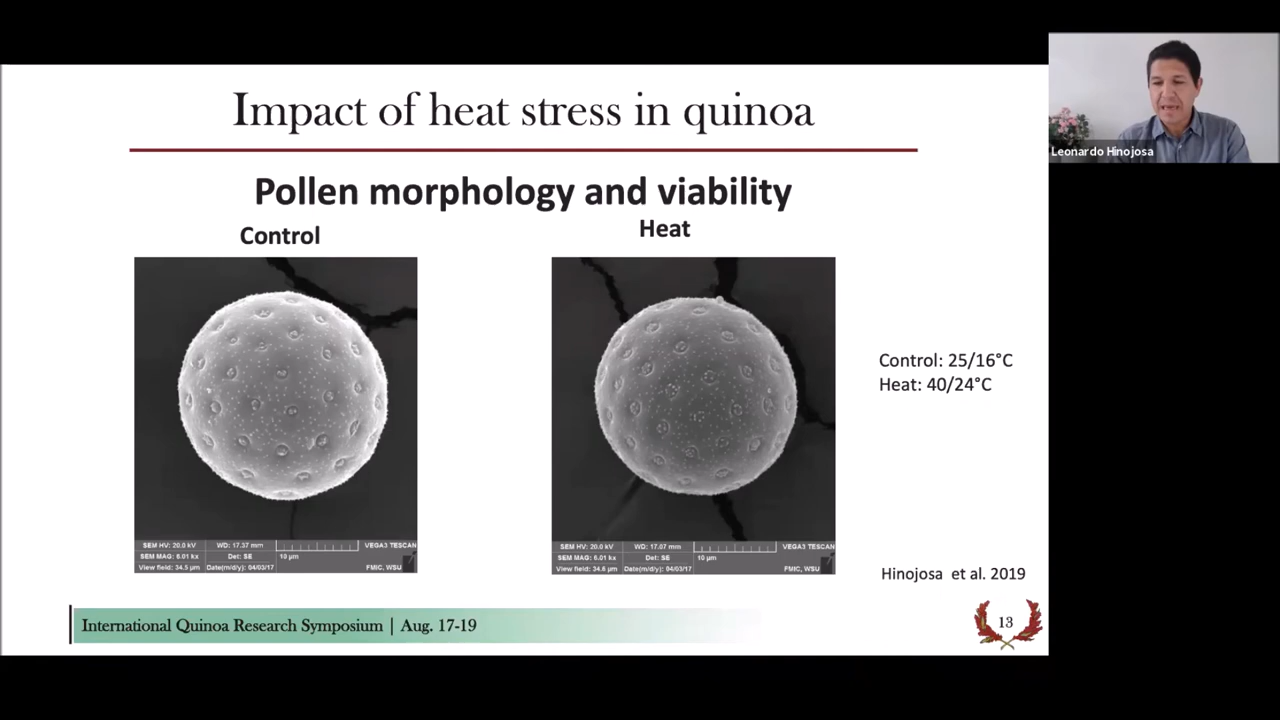 Impact of heat stress in quinoa
Leonardo Hinojosa
Pollen morphology and viability
Control
Heat
SEM HV: 20.0 kV WD: 17.37 mm VEGA3 TESCAN
SEM MAG: 6.01 kx Det: SE 10 μm
View field: 34.5 μm Date(m/d/y): 04/03/17 FMIC, WSU
SEM HV: 20.0 kV WD: 17.07 mm VEGA3 TESCAN
SEM MAG: 6.01 kx Det: SE 10 μm
View field: 34.6 μm Date(m/d/y): 04/03/17 FMIC, WSU
Control: 25/16°C
Heat: 40/24°C
Hinojosa et al. 2019
International Quinoa Research Symposium | Aug. 17-19
13